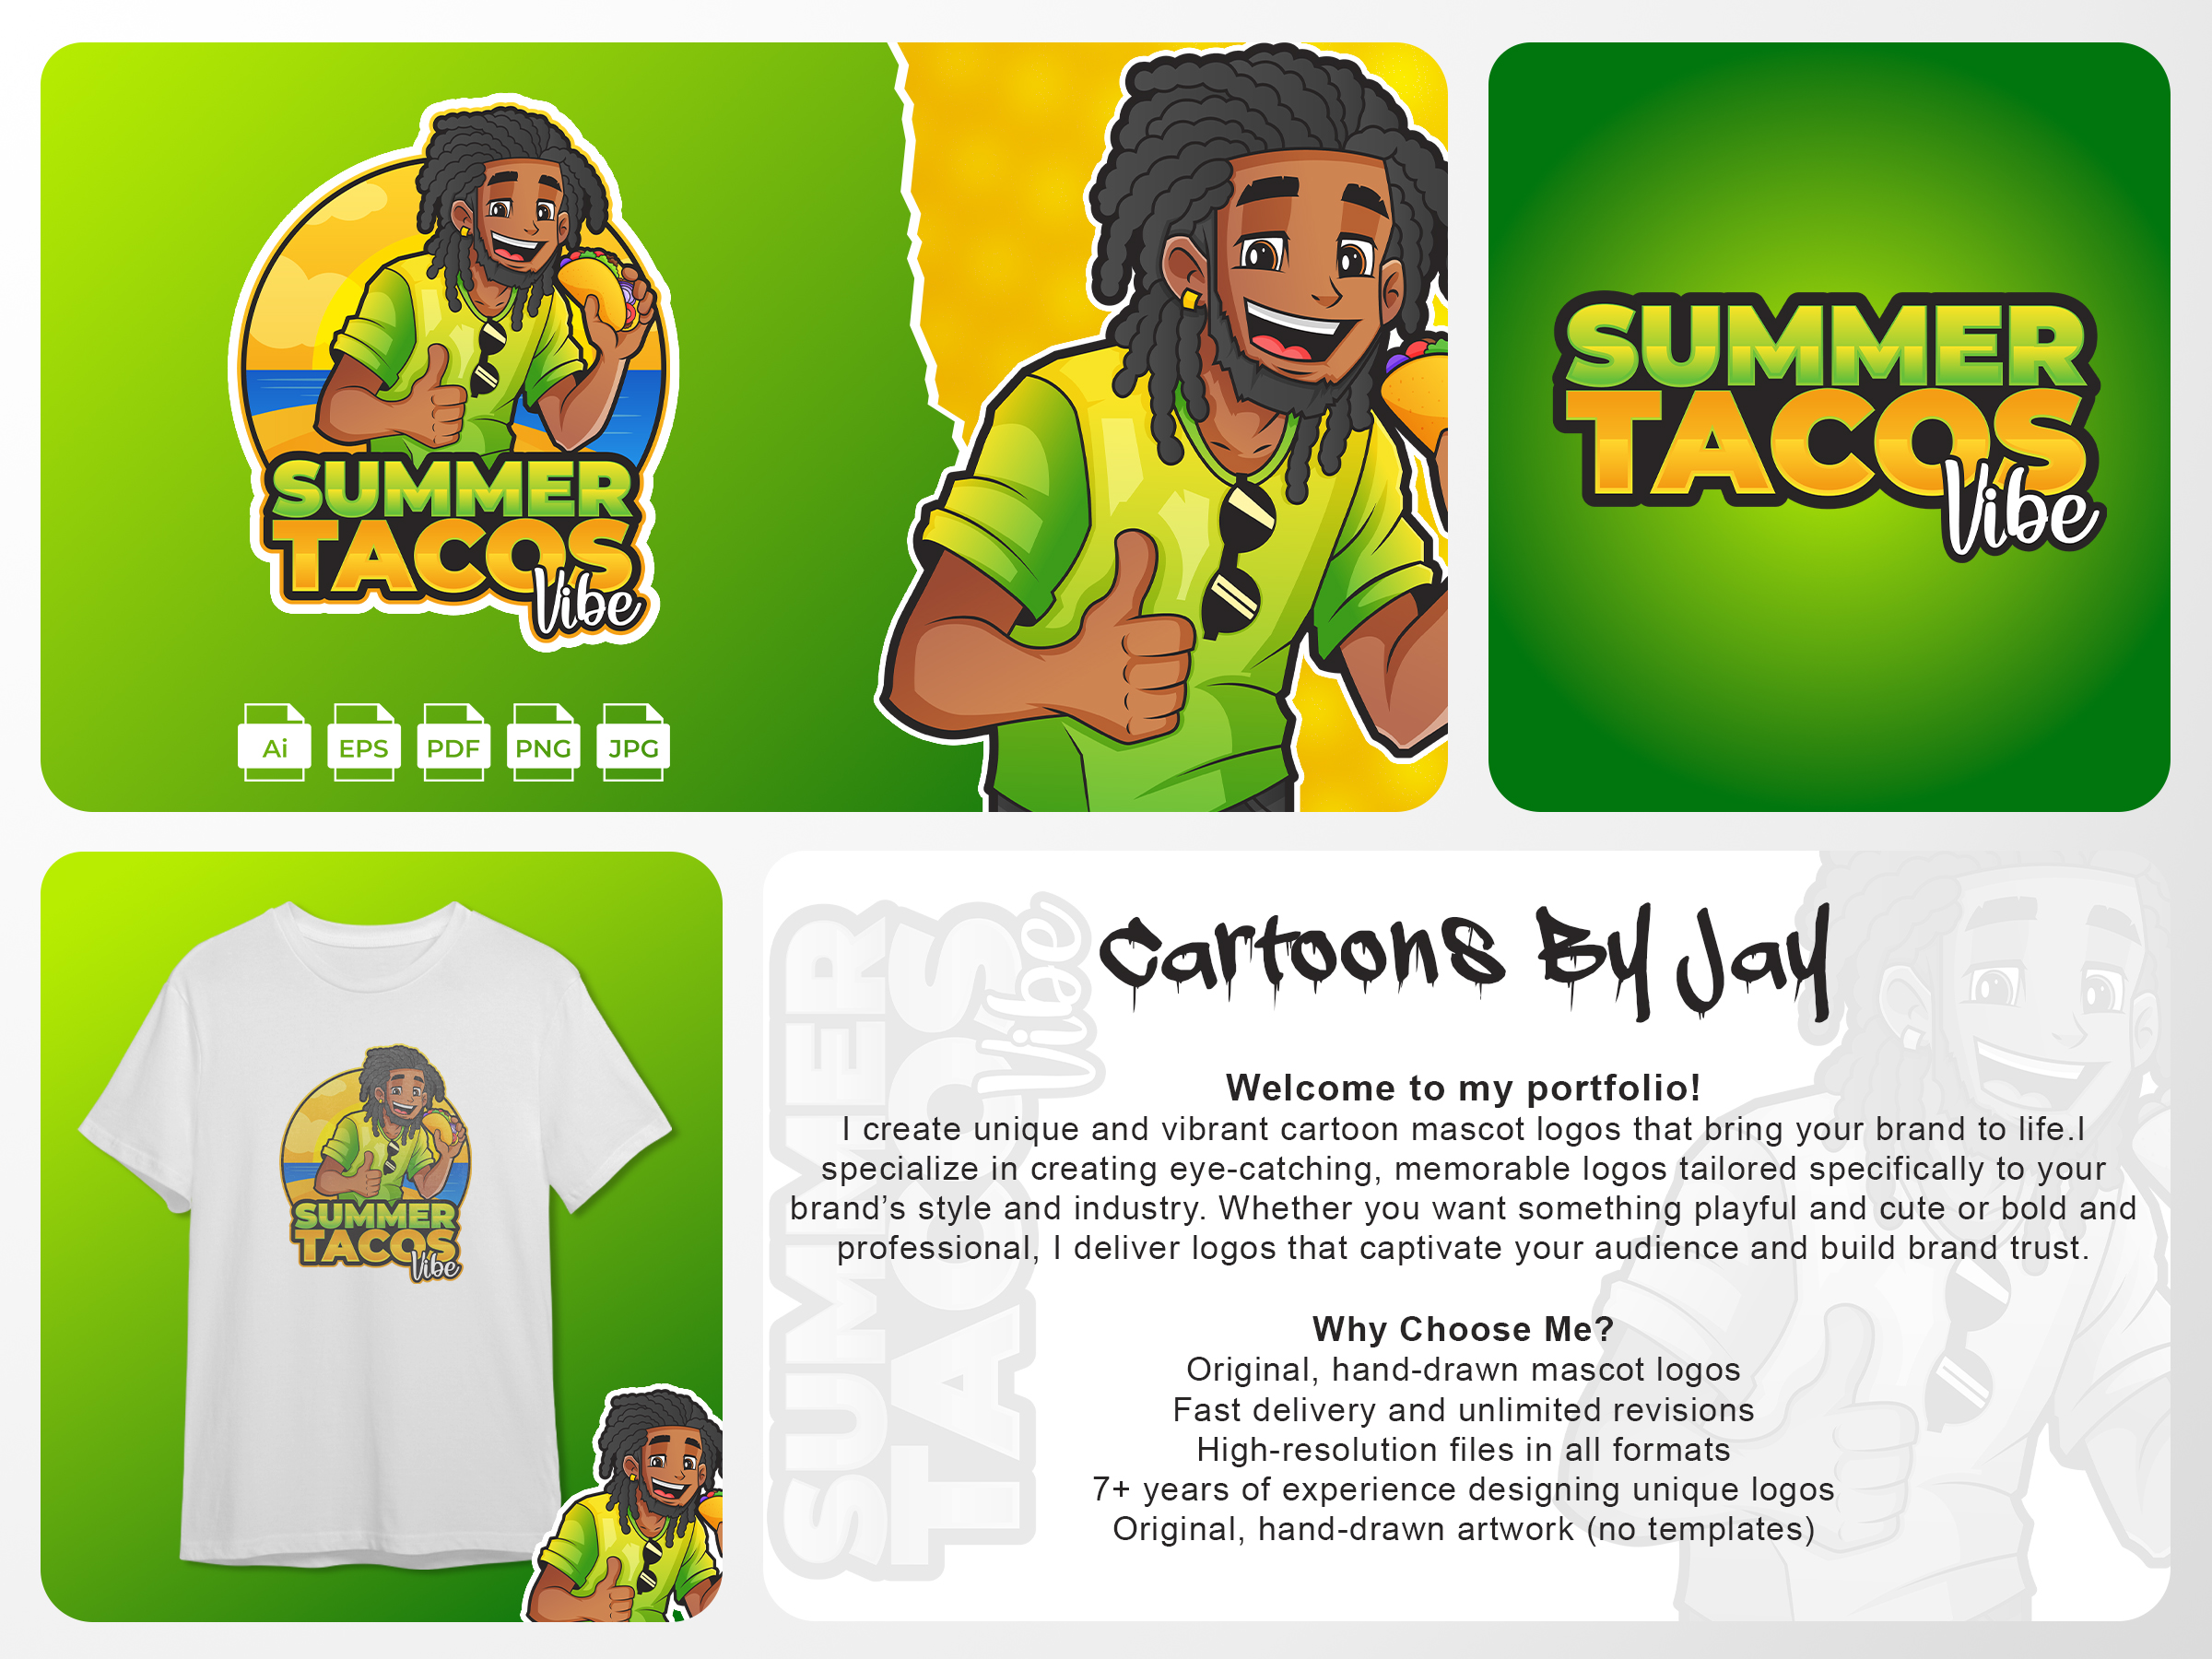 SUMMER
TACOS
Vibe
Ai EPS PDF PNG JPG
SUMMER
TACOS
Vibe
SUMMER
TACOS
Vibe
SUMMER
TACOS
Vibe
Cartoons By Jay
Welcome to my portfolio!
I create unique and vibrant cartoon mascot logos that bring your brand to life.I
specialize in creating eye-catching, memorable logos tailored specifically to your
brand’s style and industry. Whether you want something playful and cute or bold and
professional, I deliver logos that captivate your audience and build brand trust.
Why Choose Me?
Original, hand-drawn mascot logos
Fast delivery and unlimited revisions
High-resolution files in all formats
7+ years of experience designing unique logos
Original, hand-drawn artwork (no templates)